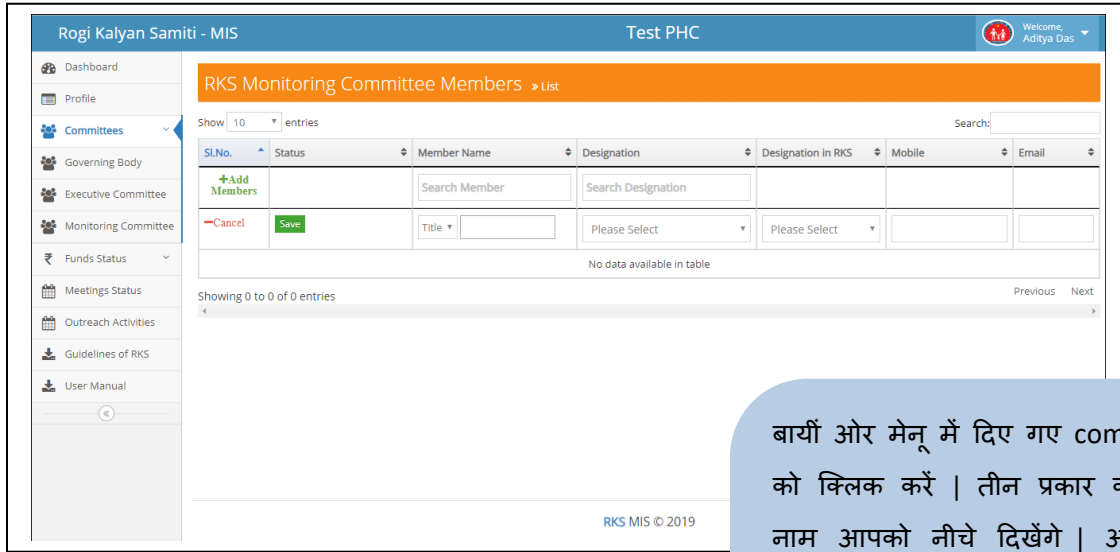 Rogi Kalyan Samiti - MIS
Test PHC
Welcome,
Aditya Das
Dashboard
Profile
Committees
Governing Body
Executive Committee
Monitoring Committee
₹ Funds Status
Meetings Status
Outreach Activities
Guidelines of RKS
User Manual
RKS Monitoring Committee Members » List
Show 10 entries
Search:
Sl.No. Status Member Name Designation Designation in RKS Mobile Email
+Add Members Search Member Search Designation
−Cancel Save Title Please Select Please Select
No data available in table
Showing 0 to 0 of 0 entries
Previous Next
RKS MIS © 2019
बायीं ओर मेनू में दिए गए
को क्लिक करें | तीन प्रकार
नाम आपको नीचे दिखेंगे |